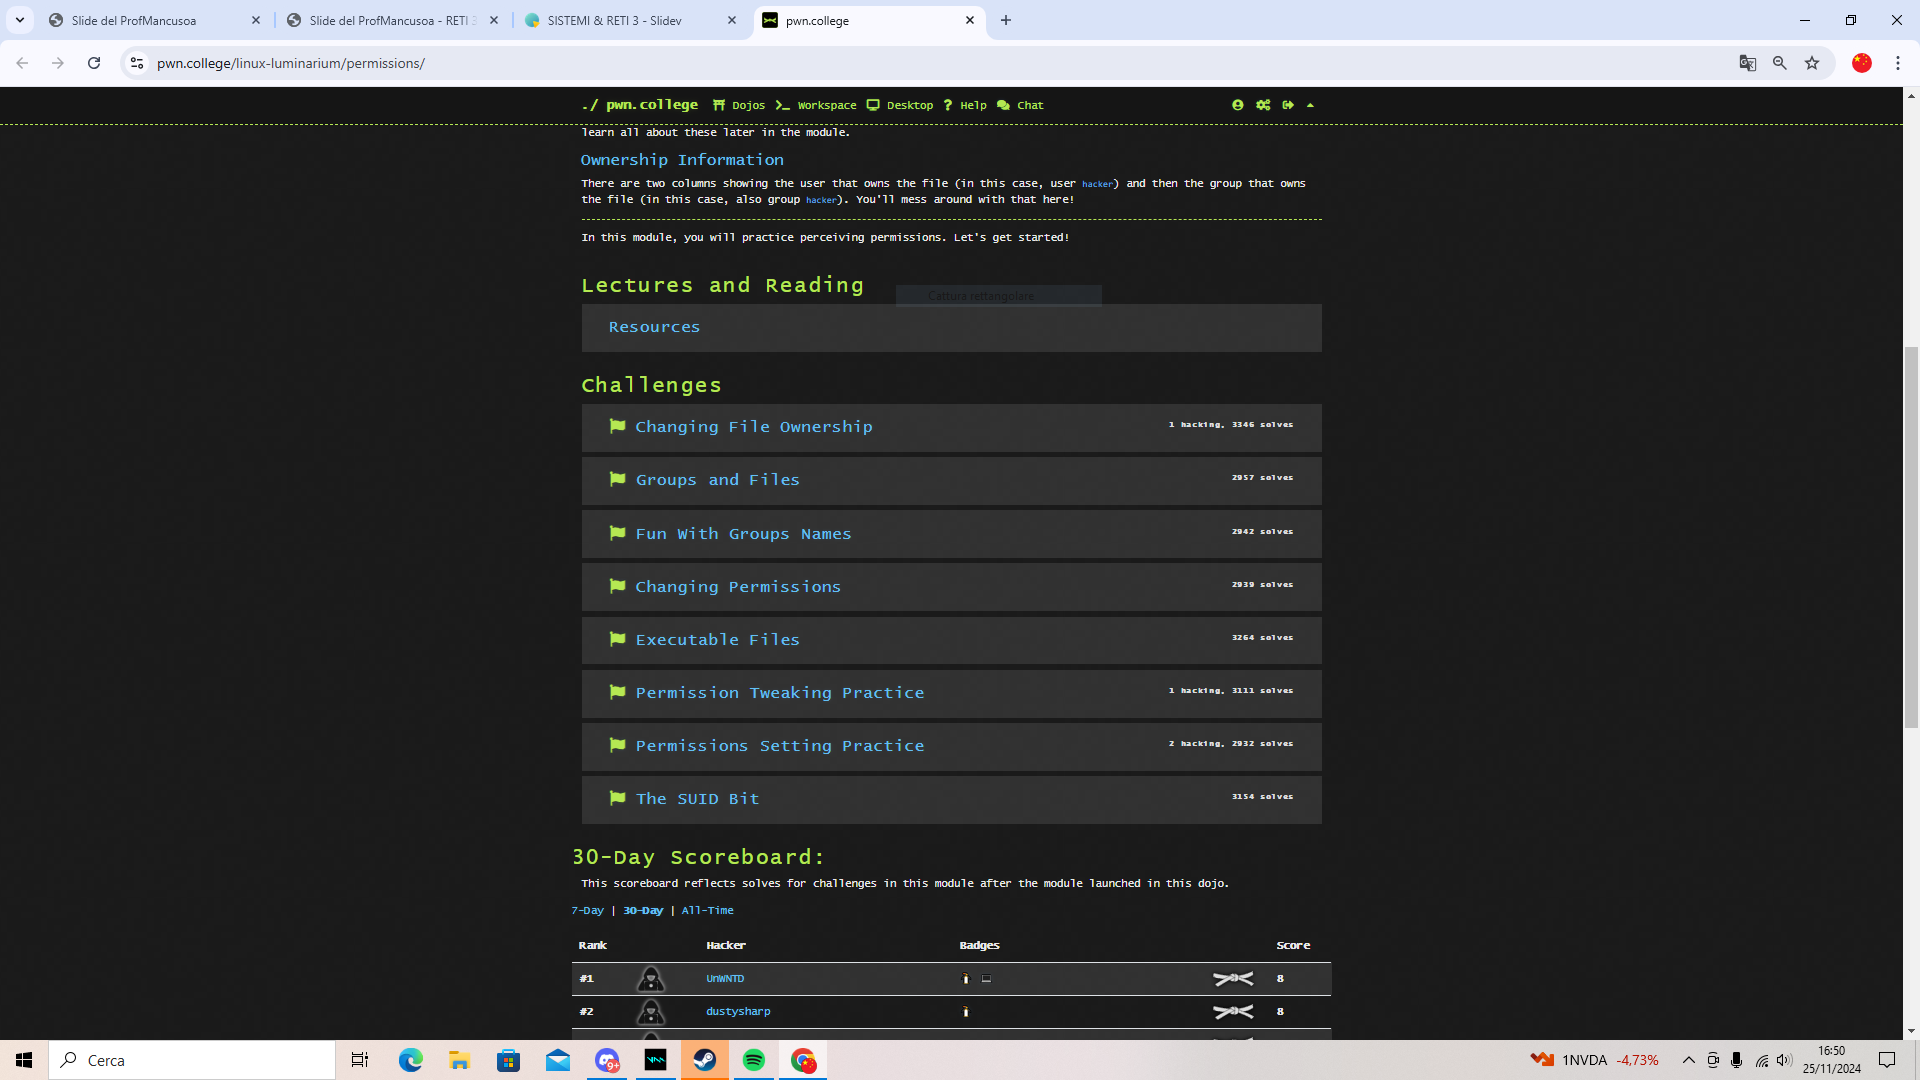 Slide del ProfMancusoa
Slide del ProfMancusoa - RETI 3
SISTEMI & RETI 3 - Slidev
pwn.college
pwn.college/linux-luminarium/permissions/
./ pwn.college Dojos Workspace Desktop Help Chat
learn all about these later in the module.
Ownership Information
There are two columns showing the user that owns the file (in this case, user hacker) and then the group that owns
the file (in this case, also group hacker). You'll mess around with that here!
In this module, you will practice perceiving permissions. Let's get started!
Lectures and Reading
Cattura rettangolare
Resources
Challenges
Changing File Ownership 1 hacking, 3346 solves
Groups and Files 2957 solves
Fun With Groups Names 2942 solves
Changing Permissions 2939 solves
Executable Files 3264 solves
Permission Tweaking Practice 1 hacking, 3111 solves
Permissions Setting Practice 2 hacking, 2932 solves
The SUID Bit 3154 solves
30-Day Scoreboard:
This scoreboard reflects solves for challenges in this module after the module launched in this dojo.
7-Day | 30-Day | All-Time
Rank Hacker Badges Score
#1 UnWNTD 8
#2 dustysharp 8
Cerca
9+
1NVDA -4,73%
16:50
25/11/2024